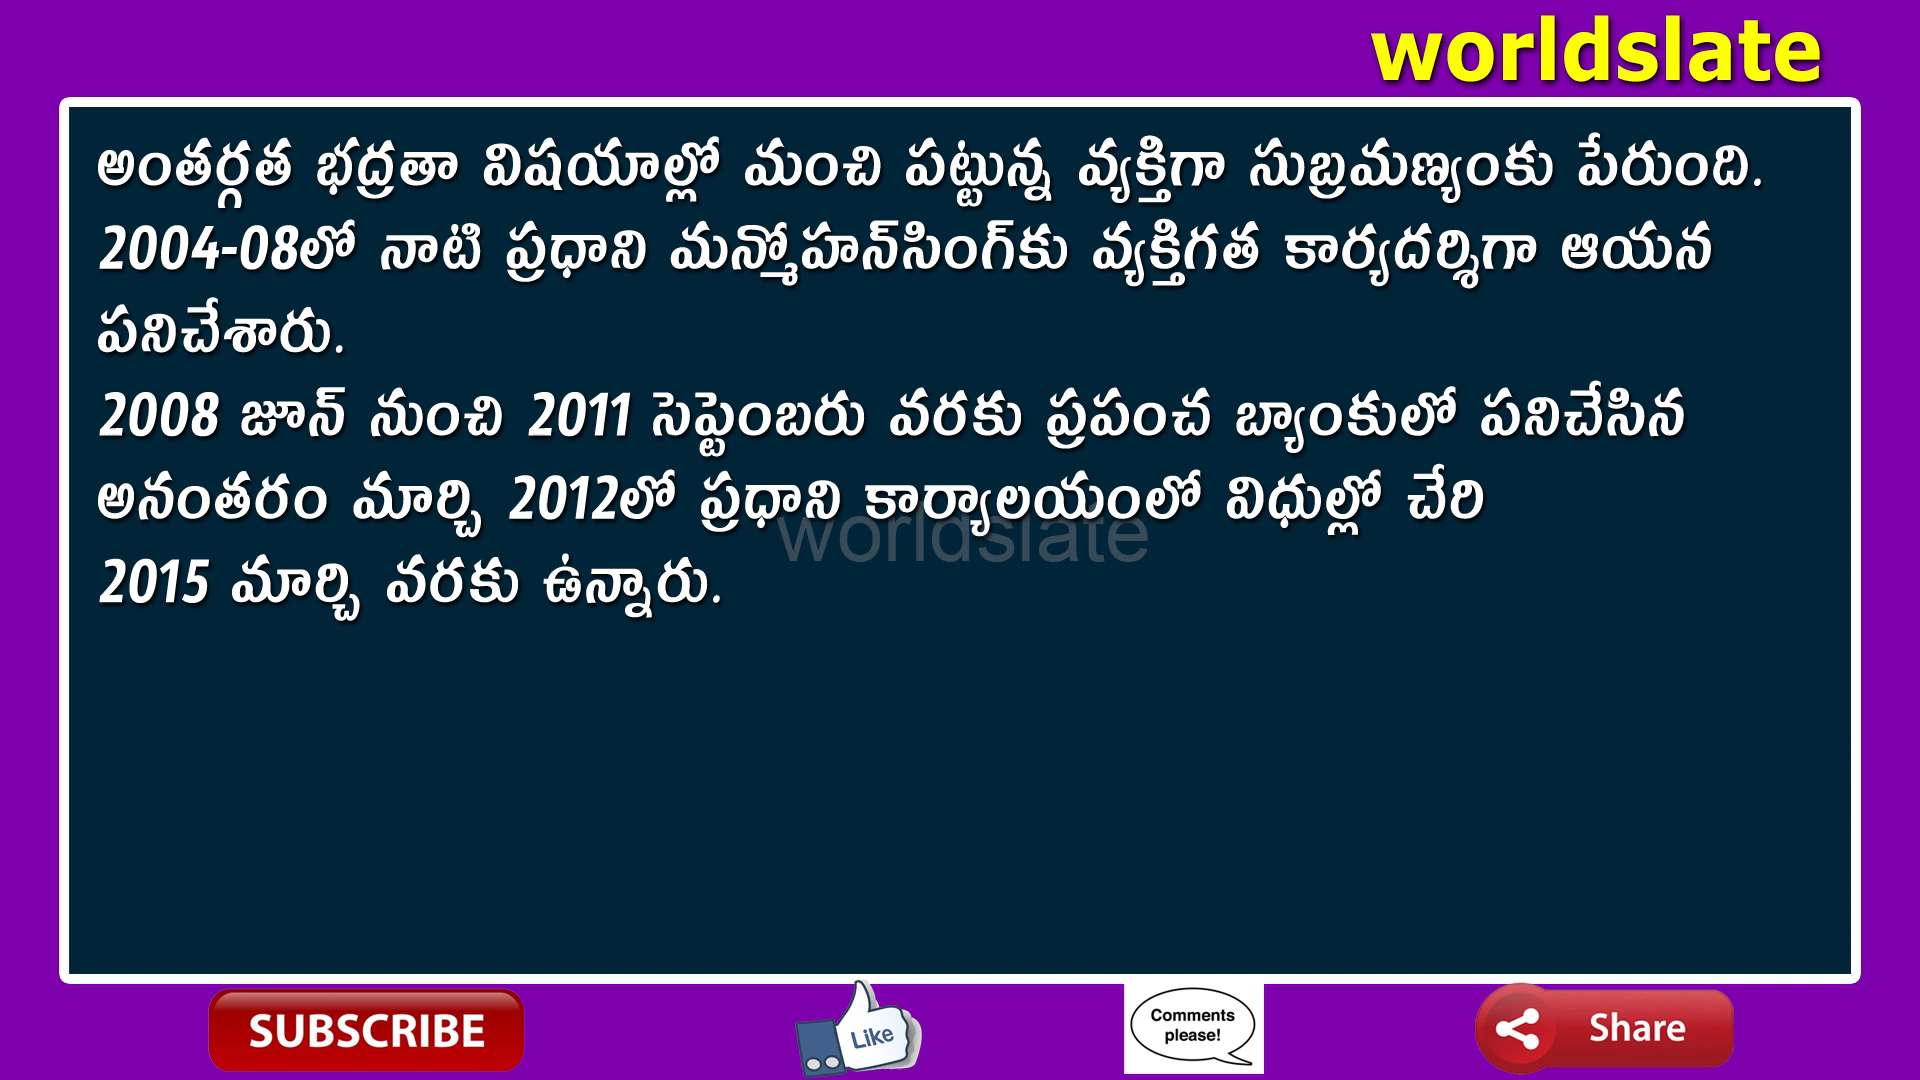 worldslate
అంతర్గత భద్రతా విషయాల్లో మంచి పట్టున్న వ్యక్తిగా సుబ్రమణ్యంకు పేరుంది.
2004-08లో నాటి ప్రధాని మన్మోహన్‌సింగ్‌కు వ్యక్తిగత కార్యదర్శిగా ఆయన
పనిచేశారు.
2008 జూన్ నుంచి 2011 సెప్టెంబరు వరకు ప్రపంచ బ్యాంకులో పనిచేసిన
అనంతరం మార్చి 2012లో ప్రధాని కార్యాలయంలో విధుల్లో చేరి
worldslate
2015 మార్చి వరకు ఉన్నారు.
SUBSCRIBE
Like
Comments
please!
Share